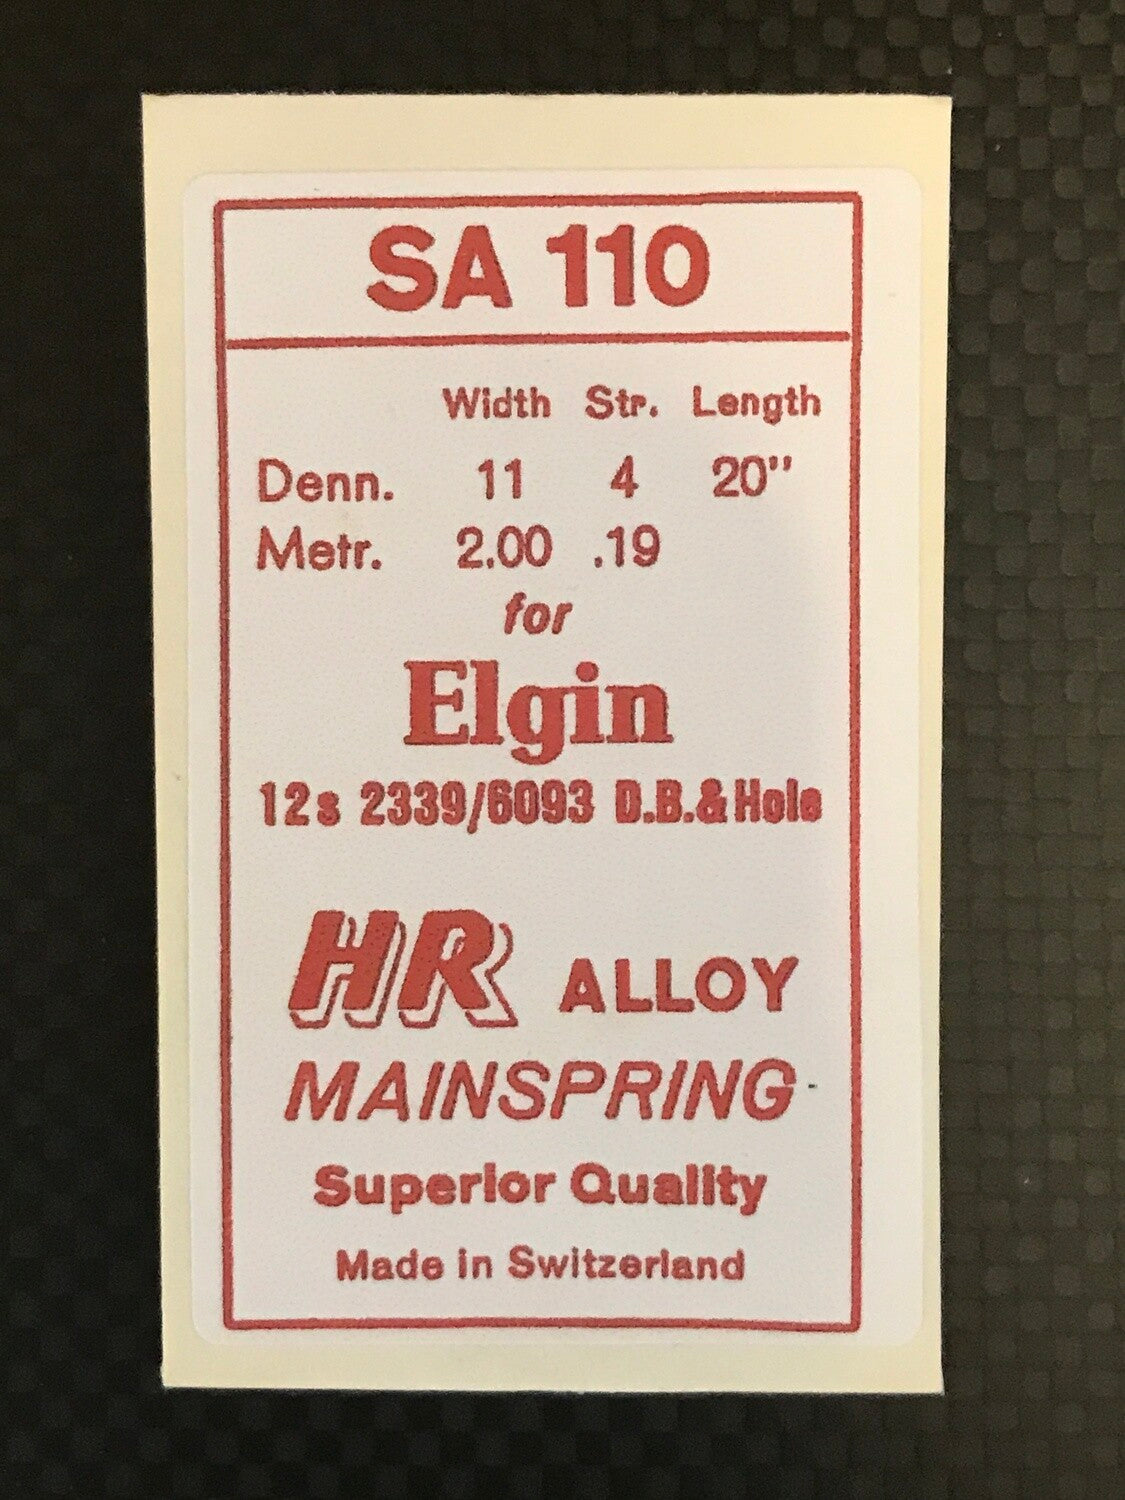 SA 110
Width Str. Length
Denn. 11 4 20"
Metr. 2.00 .19
for
Elgin
12s 2339/6093 D.B.& Hole
HR ALLOY
MAINSPRING
Superior Quality
Made in Switzerland